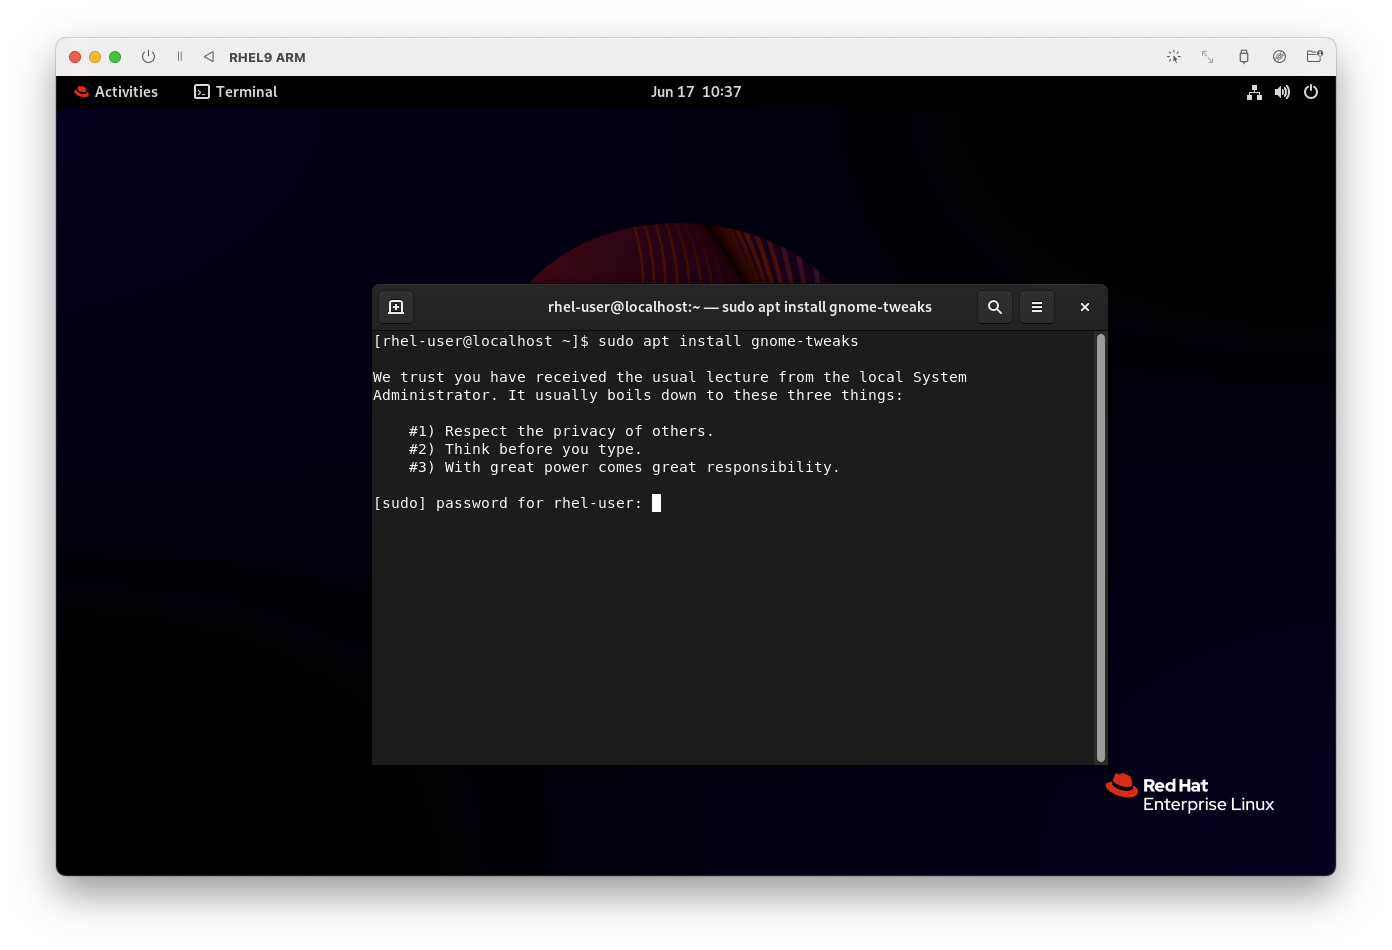 RHEL9 ARM
Activities
Terminal
Jun 17 10:37
rhel-user@localhost:~ — sudo apt install gnome-tweaks
[rhel-user@localhost ~]$ sudo apt install gnome-tweaks
We trust you have received the usual lecture from the local System
Administrator. It usually boils down to these three things:
#1) Respect the privacy of others.
#2) Think before you type.
#3) With great power comes great responsibility.
[sudo] password for rhel-user:
Red Hat
Enterprise Linux